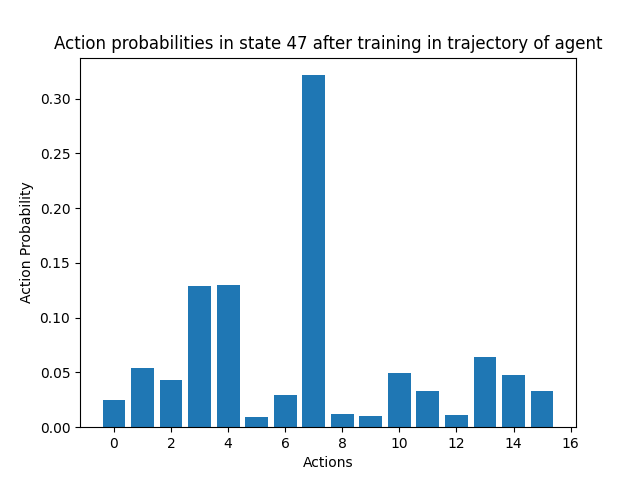 Action probabilities in state 47 after training in trajectory of agent
0.30
0.25
0.20
0.15
0.10
0.05
0.00
Action Probability
0 2 4 6 8 10 12 14 16
Actions